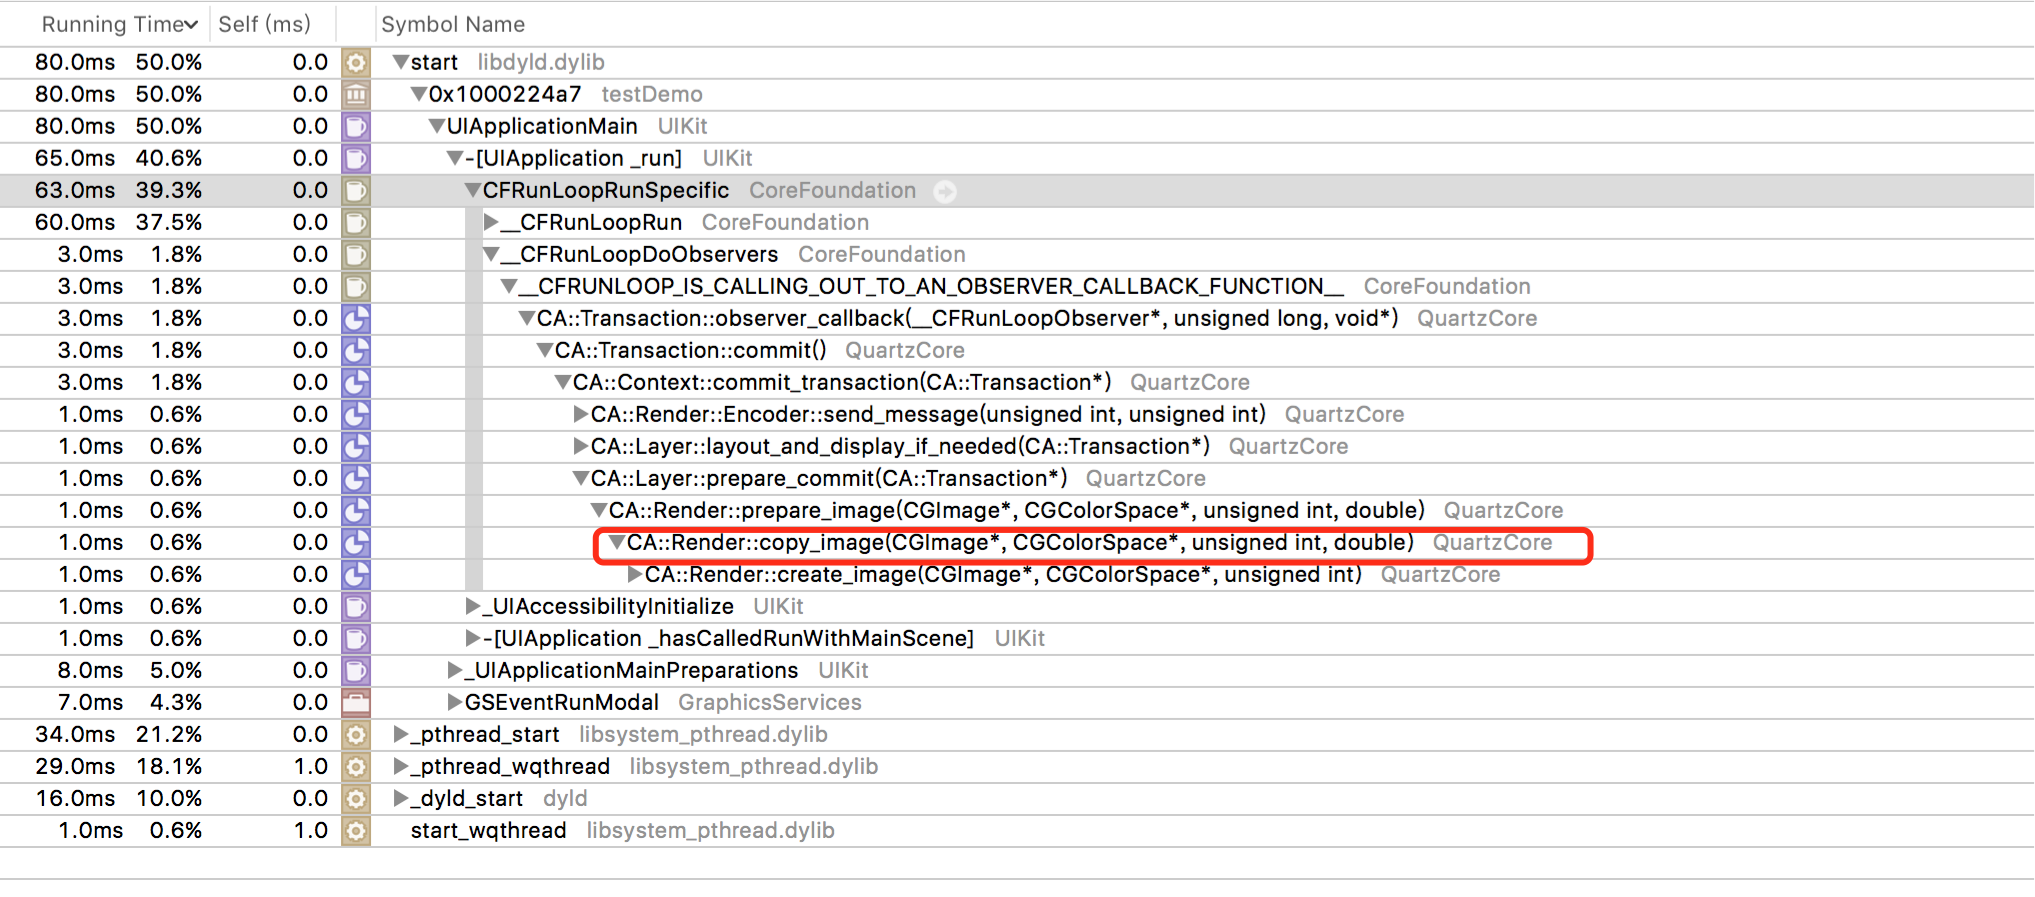 Running Time Self (ms) Symbol Name
80.0ms 50.0% 0.0 start libdyld.dylib
80.0ms 50.0% 0.0 0x1000224a7 testDemo
80.0ms 50.0% 0.0 UIApplicationMain UIKit
65.0ms 40.6% 0.0 -[UIApplication _run] UIKit
63.0ms 39.3% 0.0 CFRunLoopRunSpecific CoreFoundation
60.0ms 37.5% 0.0 __CFRunLoopRun CoreFoundation
3.0ms 1.8% 0.0 __CFRunLoopDoObservers CoreFoundation
3.0ms 1.8% 0.0 __CFRUNLOOP_IS_CALLING_OUT_TO_AN_OBSERVER_CALLBACK_FUNCTION__ CoreFoundation
3.0ms 1.8% 0.0 CA::Transaction::observer_callback(__CFRunLoopObserver*, unsigned long, void*) QuartzCore
3.0ms 1.8% 0.0 CA::Transaction::commit() QuartzCore
3.0ms 1.8% 0.0 CA::Context::commit_transaction(CA::Transaction*) QuartzCore
1.0ms 0.6% 0.0 CA::Render::Encoder::send_message(unsigned int, unsigned int) QuartzCore
1.0ms 0.6% 0.0 CA::Layer::layout_and_display_if_needed(CA::Transaction*) QuartzCore
1.0ms 0.6% 0.0 CA::Layer::prepare_commit(CA::Transaction*) QuartzCore
1.0ms 0.6% 0.0 CA::Render::prepare_image(CGImage*, CGColorSpace*, unsigned int, double) QuartzCore
1.0ms 0.6% 0.0 CA::Render::copy_image(CGImage*, CGColorSpace*, unsigned int, double) QuartzCore
1.0ms 0.6% 0.0 CA::Render::create_image(CGImage*, CGColorSpace*, unsigned int) QuartzCore
1.0ms 0.6% 0.0 _UIAccessibilityInitialize UIKit
1.0ms 0.6% 0.0 -[UIApplication _hasCalledRunWithMainScene] UIKit
8.0ms 5.0% 0.0 _UIApplicationMainPreparations UIKit
7.0ms 4.3% 0.0 GSEventRunModal GraphicsServices
34.0ms 21.2% 0.0 _pthread_start libsystem_pthread.dylib
29.0ms 18.1% 1.0 _pthread_wqthread libsystem_pthread.dylib
16.0ms 10.0% 0.0 _dyld_start dyld
1.0ms 0.6% 1.0 start_wqthread libsystem_pthread.dylib